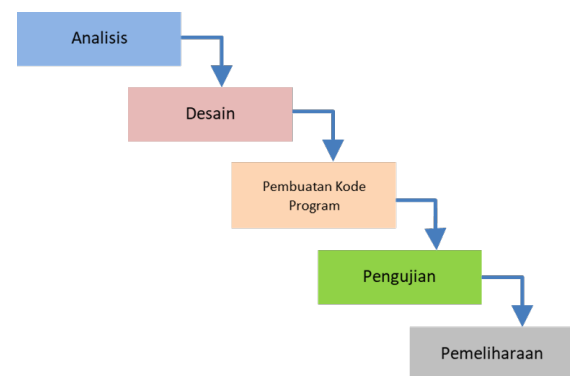 Analisis
Desain
Pembuatan Kode
Program
Pengujian
Pemeliharaan